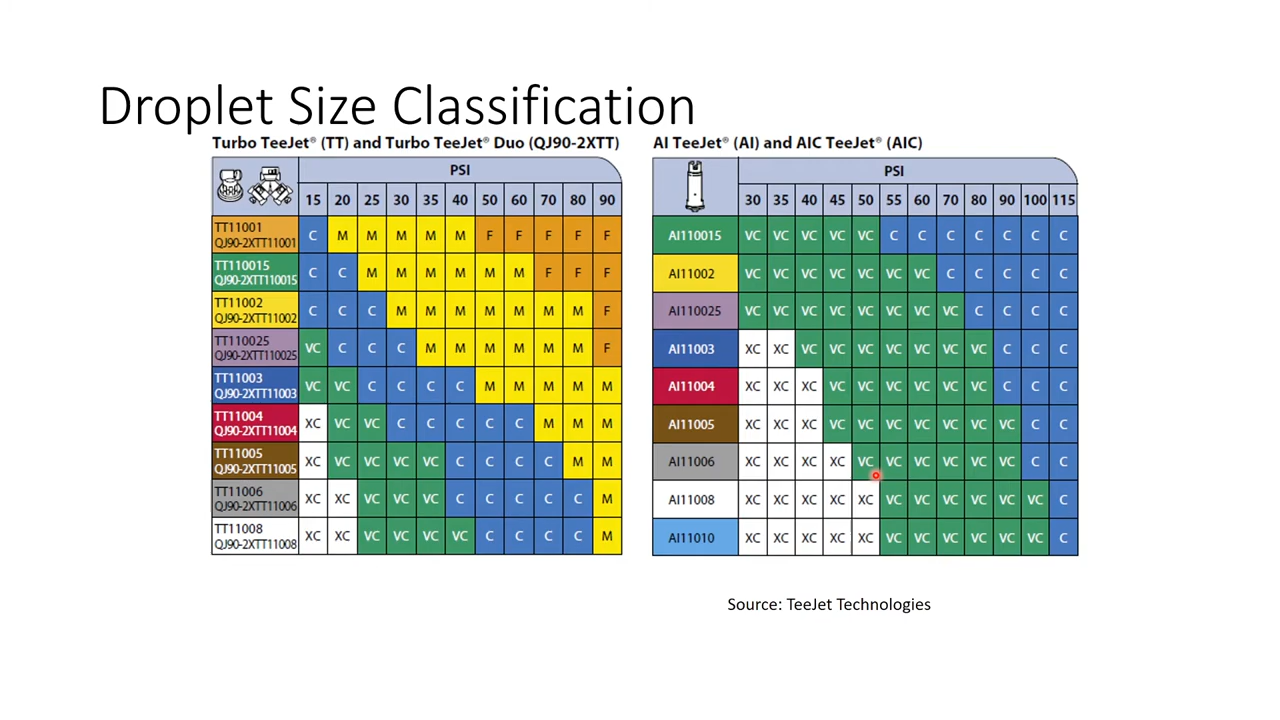 Droplet Size Classification
Turbo TeeJet® (TT) and Turbo TeeJet® Duo (QJ90-2XTT)
PSI
15 20 25 30 35 40 50 60 70 80 90
TT11001
QJ90-2XTT11001
C M M M M M F F F F F
TT110015
QJ90-2XTT110015
C C M M M M M M F F F
TT11002
QJ90-2XTT11002
C C C M M M M M M M F
TT110025
QJ90-2XTT110025
VC C C C M M M M M M F
TT11003
QJ90-2XTT11003
VC VC C C C C M M M M M
TT11004
QJ90-2XTT11004
XC VC VC C C C C C M M M
TT11005
QJ90-2XTT11005
XC VC VC VC VC C C C C M M
TT11006
QJ90-2XTT11006
XC XC VC VC VC C C C C C M
TT11008
QJ90-2XTT11008
XC XC VC VC VC VC C C C C M
AI TeeJet® (AI) and AIC TeeJet® (AIC)
PSI
30 35 40 45 50 55 60 70 80 90 100 115
AI110015 VC VC VC VC VC C C C C C C C
AI11002 VC VC VC VC VC VC VC C C C C C
AI110025 VC VC VC VC VC VC VC VC C C C C
AI11003 XC XC VC VC VC VC VC VC VC C C C
AI11004 XC XC XC VC VC VC VC VC VC C C C
AI11005 XC XC XC VC VC VC VC VC VC VC C C
AI11006 XC XC XC XC VC VC VC VC VC VC C C
AI11008 XC XC XC XC XC VC VC VC VC VC VC C
AI11010 XC XC XC XC XC VC VC VC VC VC VC C
Source: TeeJet Technologies